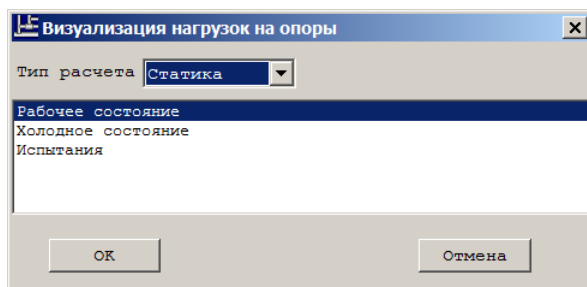 Визуализация нагрузок на опоры
Тип расчета Статика
Рабочее состояние
Холодное состояние
Испытания
OK Отмена